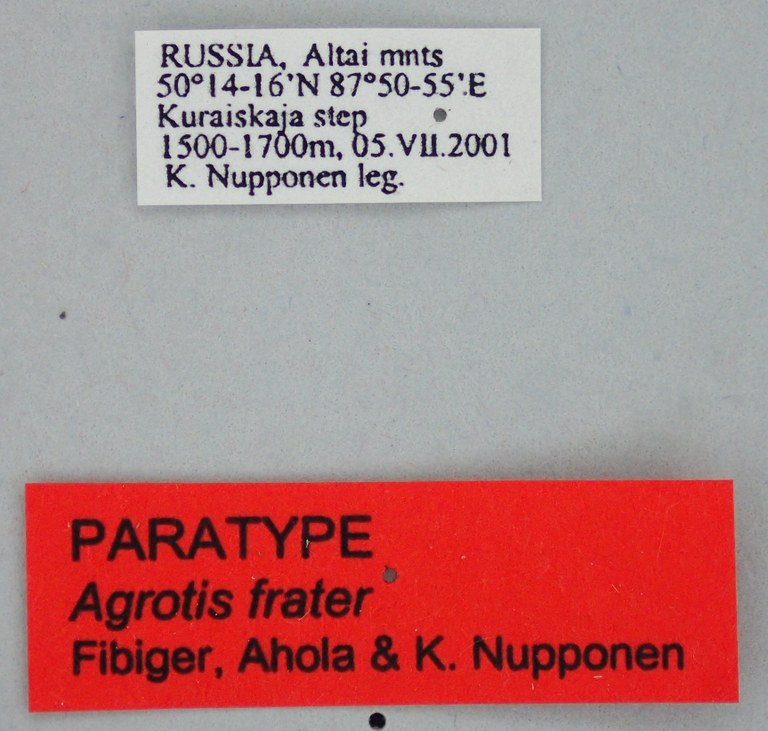 RUSSIA, Altai mnts
50°14-16'N 87°50-55'E
Kuraiskaja step
1500-1700m, 05.VII.2001
K. Nupponen leg.
PARATYPE
Agrotis frater
Fibiger, Ahola & K. Nupponen